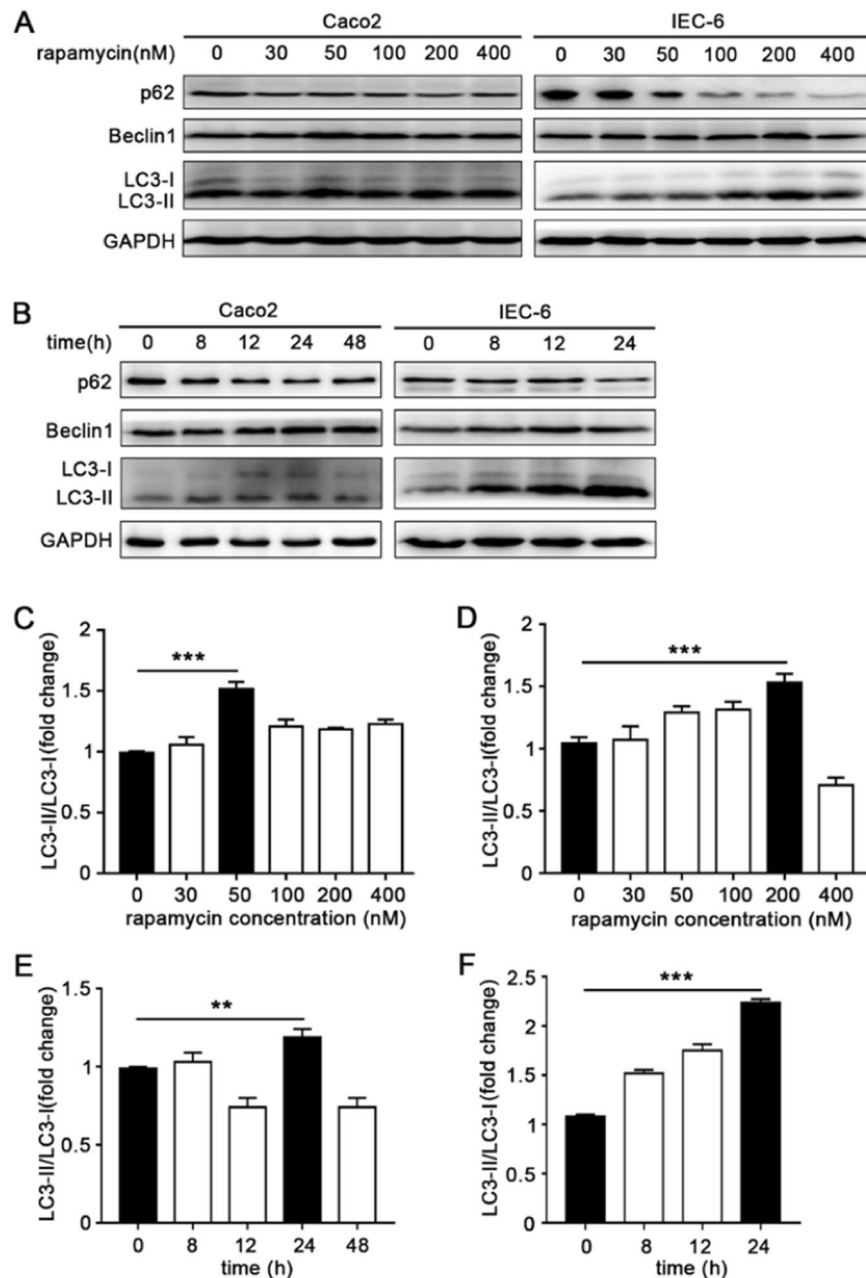 A
Caco2 IEC-6
rapamycin(nM) 0 30 50 100 200 400 0 30 50 100 200 400
p62
Beclin1
LC3-I
LC3-II
GAPDH
B
Caco2 IEC-6
time(h) 0 8 12 24 48 0 8 12 24
p62
Beclin1
LC3-I
LC3-II
GAPDH
C
LC3-II/LC3-I(fold change)
2
1.5
1
0.5
0
***
0 30 50 100 200 400
rapamycin concentration (nM)
D
LC3-II/LC3-I(fold change)
2
1.5
1
0.5
0
***
0 30 50 100 200 400
rapamycin concentration (nM)
E
LC3-II/LC3-I(fold change)
1.5
1
0.5
0
**
0 8 12 24 48
time (h)
F
LC3-II/LC3-I(fold change)
2.5
2
1.5
1
0.5
0
***
0 8 12 24
time (h)